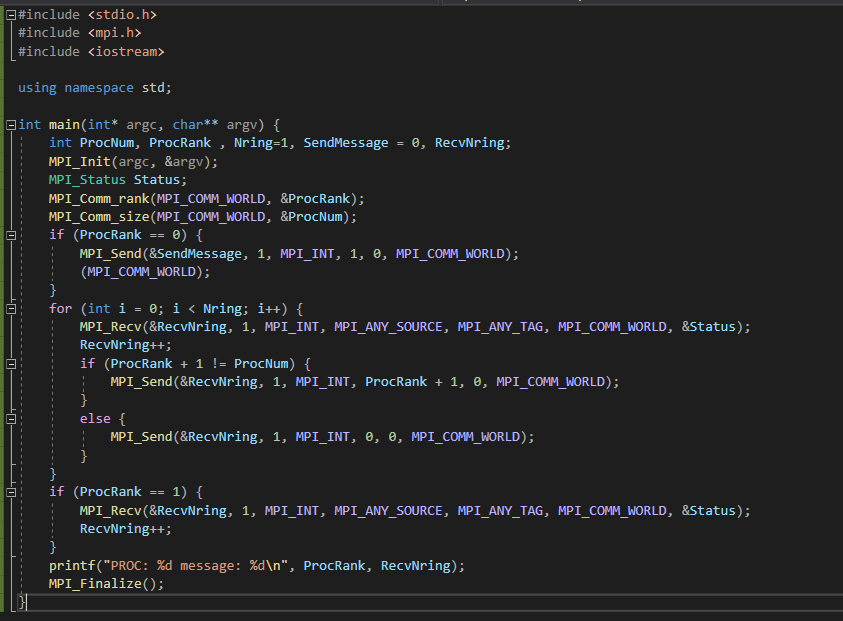 #include <stdio.h>
#include <mpi.h>
#include <iostream>
using namespace std;
int main(int* argc, char** argv) {
int ProcNum, ProcRank , Nring=1, SendMessage = 0, RecvNring;
MPI_Init(argc, &argv);
MPI_Status Status;
MPI_Comm_rank(MPI_COMM_WORLD, &ProcRank);
MPI_Comm_size(MPI_COMM_WORLD, &ProcNum);
if (ProcRank == 0) {
MPI_Send(&SendMessage, 1, MPI_INT, 1, 0, MPI_COMM_WORLD);
(MPI_COMM_WORLD);
}
for (int i = 0; i < Nring; i++) {
MPI_Recv(&RecvNring, 1, MPI_INT, MPI_ANY_SOURCE, MPI_ANY_TAG, MPI_COMM_WORLD, &Status);
RecvNring++;
if (ProcRank + 1 != ProcNum) {
MPI_Send(&RecvNring, 1, MPI_INT, ProcRank + 1, 0, MPI_COMM_WORLD);
}
else {
MPI_Send(&RecvNring, 1, MPI_INT, 0, 0, MPI_COMM_WORLD);
}
}
if (ProcRank == 1) {
MPI_Recv(&RecvNring, 1, MPI_INT, MPI_ANY_SOURCE, MPI_ANY_TAG, MPI_COMM_WORLD, &Status);
RecvNring++;
}
printf("PROC: %d message: %d\n", ProcRank, RecvNring);
MPI_Finalize();
}